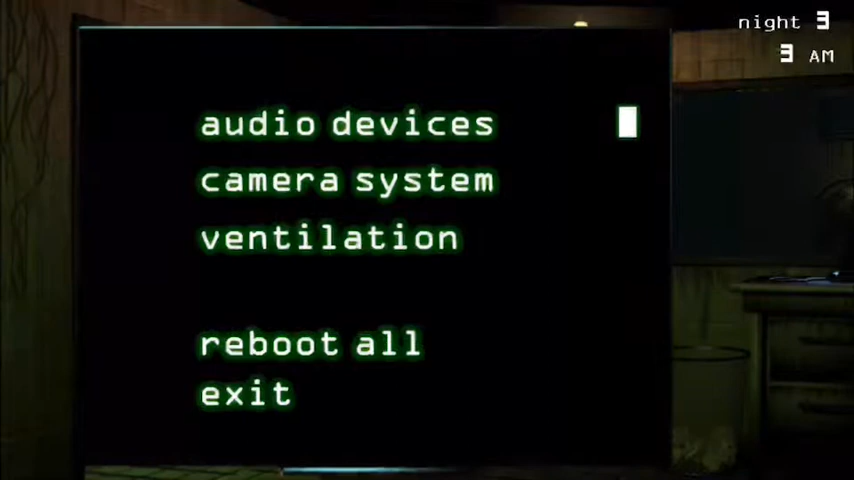 night 3
3 AM
audio devices
camera system
ventilation
reboot all
exit